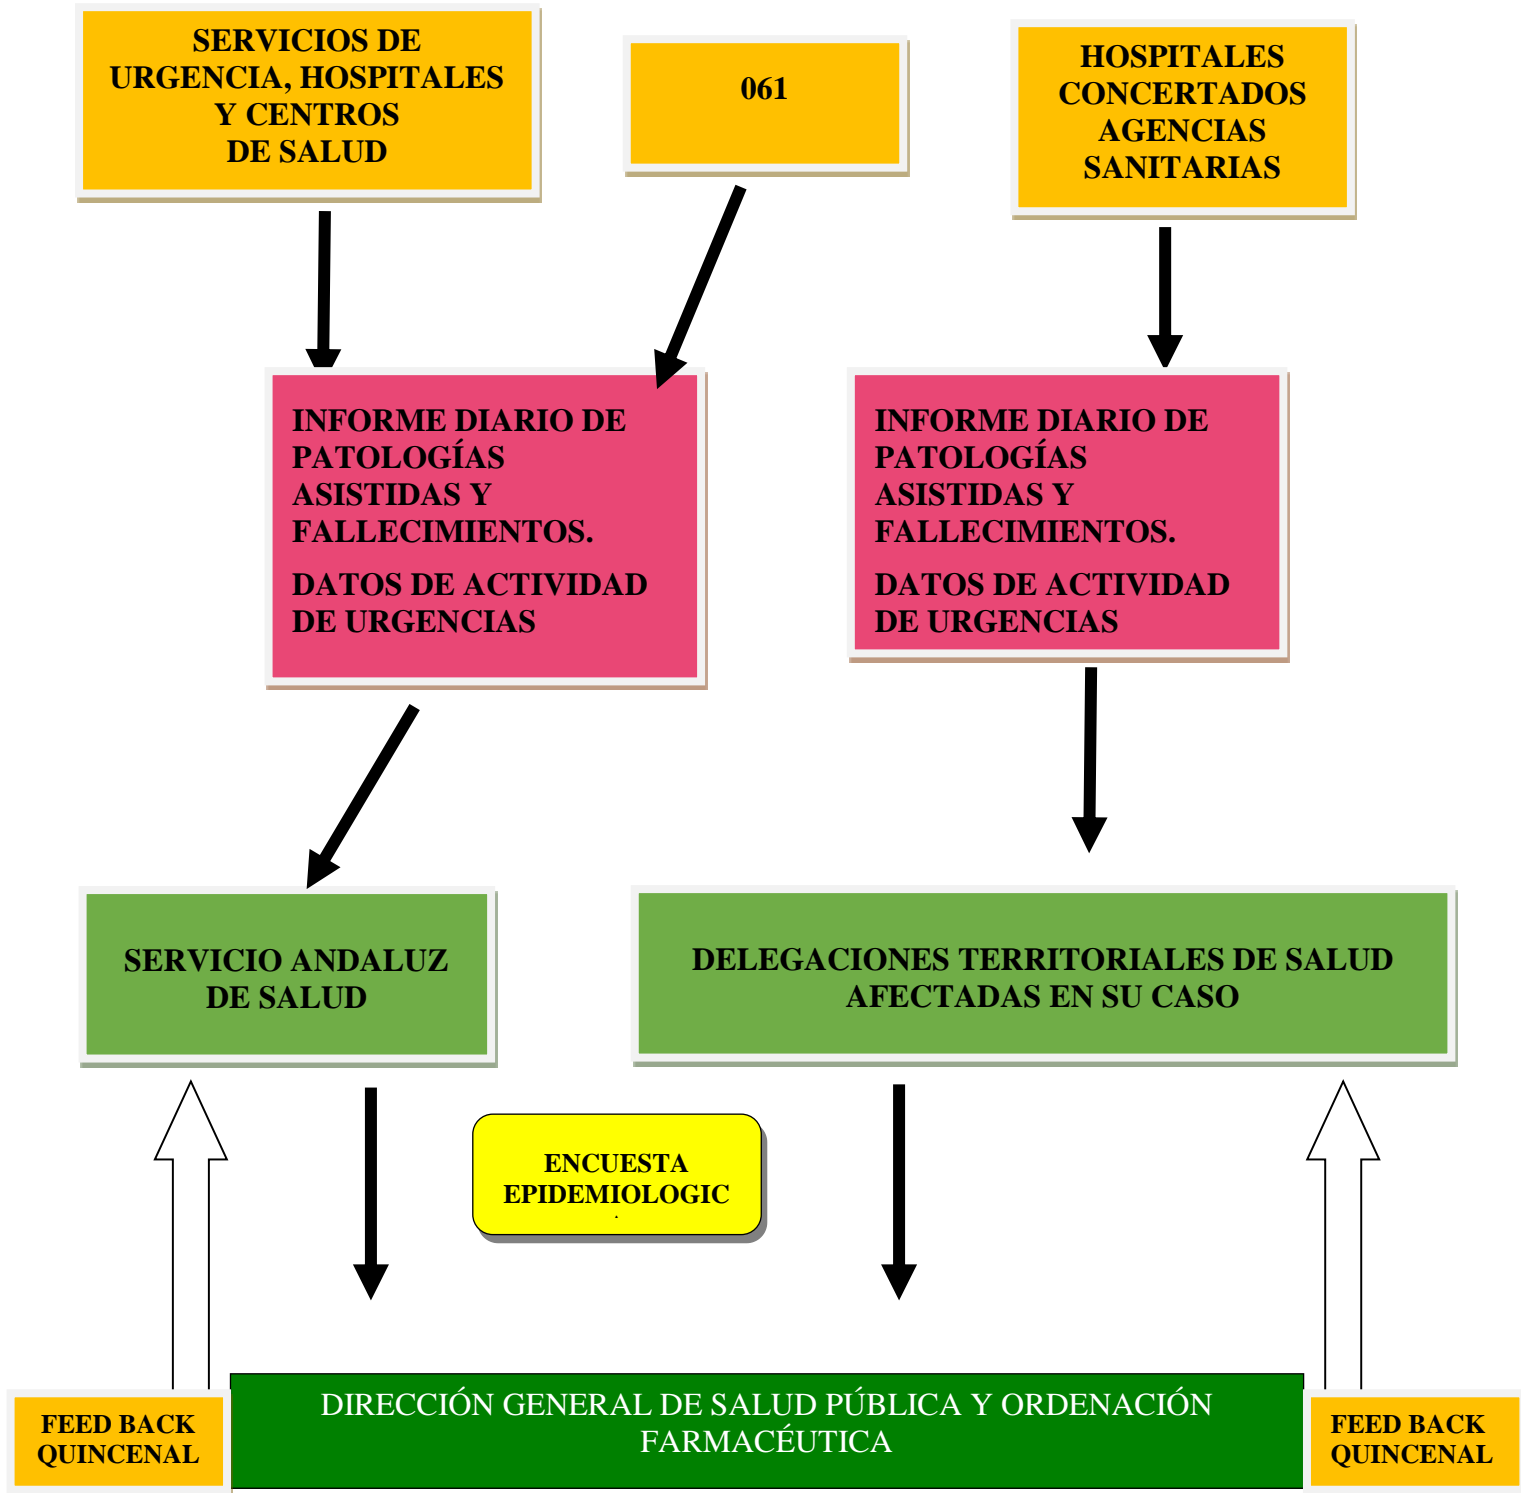 SERVICIOS DE
URGENCIA, HOSPITALES
Y CENTROS
DE SALUD
061
HOSPITALES
CONCERTADOS
AGENCIAS
SANITARIAS
INFORME DIARIO DE
PATOLOGÍAS
ASISTIDAS Y
FALLECIMIENTOS.
DATOS DE ACTIVIDAD
DE URGENCIAS
INFORME DIARIO DE
PATOLOGÍAS
ASISTIDAS Y
FALLECIMIENTOS.
DATOS DE ACTIVIDAD
DE URGENCIAS
SERVICIO ANDALUZ
DE SALUD
DELEGACIONES TERRITORIALES DE SALUD
AFECTADAS EN SU CASO
ENCUESTA
EPIDEMIOLOGIC
FEED BACK
QUINCENAL
DIRECCIÓN GENERAL DE SALUD PÚBLICA Y ORDENACIÓN
FARMACÉUTICA
FEED BACK
QUINCENAL